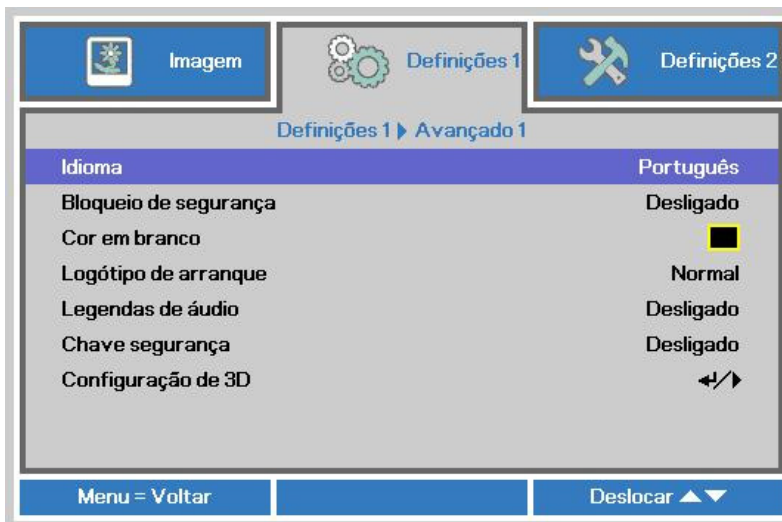 Imagem Definições 1 Definições 2
Definições 1 Avançado 1
Idioma Português
Bloqueio de segurança Desligado
Cor em branco
Logótipo de arranque Normal
Legendas de áudio Desligado
Chave segurança Desligado
Configuração de 3D
Menu = Voltar Deslocar